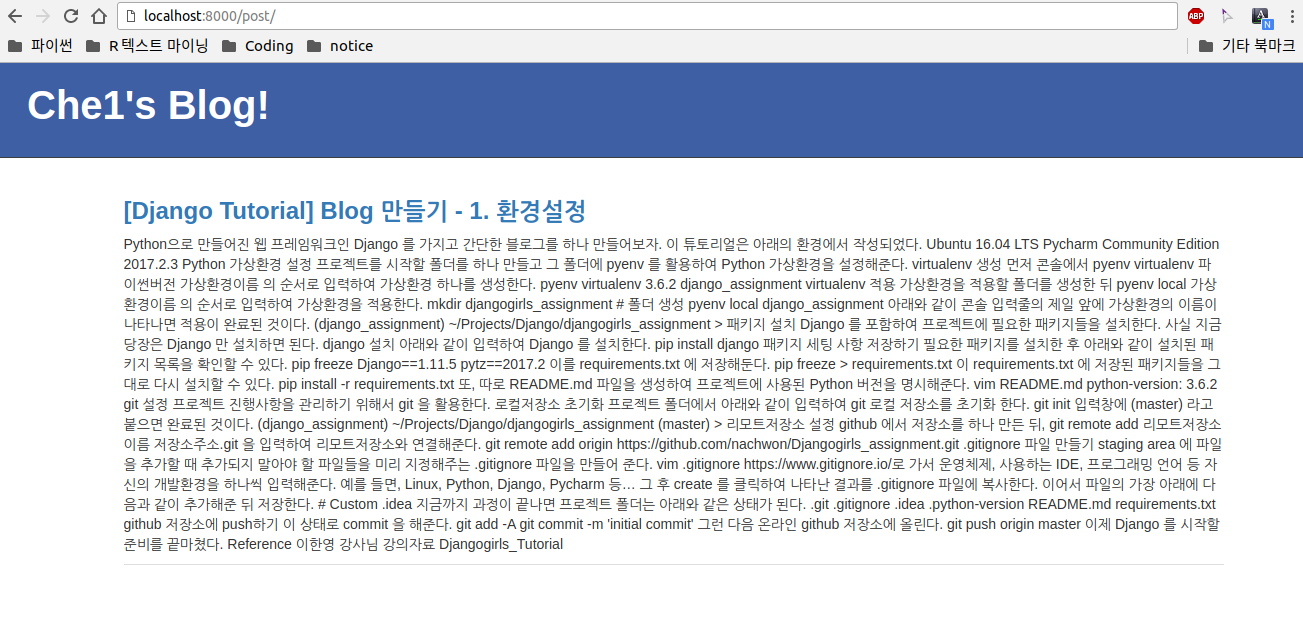 localhost:8000/post/
ABP
A
N
파이썬 R 텍스트 마이닝 Coding notice 기타 북마크
Che1's Blog!
[Django Tutorial] Blog 만들기 - 1. 환경설정
Python으로 만들어진 웹 프레임워크인 Django 를 가지고 간단한 블로그를 하나 만들어보자. 이 튜토리얼은 아래의 환경에서 작성되었다. Ubuntu 16.04 LTS Pycharm Community Edition
2017.2.3 Python 가상환경 설정 프로젝트를 시작할 폴더를 하나 만들고 그 폴더에 pyenv 를 활용하여 Python 가상환경을 설정해준다. virtualenv 생성 먼저 콘솔에서 pyenv virtualenv 파
이썬버전 가상환경이름 의 순서로 입력하여 가상환경 하나를 생성한다. pyenv virtualenv 3.6.2 django_assignment virtualenv 적용 가상환경을 적용할 폴더를 생성한 뒤 pyenv local 가상
환경이름 의 순서로 입력하여 가상환경을 적용한다. mkdir djangogirls_assignment # 폴더 생성 pyenv local django_assignment 아래와 같이 콘솔 입력줄의 제일 앞에 가상환경의 이름이
나타나면 적용이 완료된 것이다. (django_assignment) ~/Projects/Django/djangogirls_assignment > 패키지 설치 Django 를 포함하여 프로젝트에 필요한 패키지들을 설치한다. 사실 지금
당장은 Django 만 설치하면 된다. django 설치 아래와 같이 입력하여 Django 를 설치한다. pip install django 패키지 세팅 사항 저장하기 필요한 패키지를 설치한 후 아래와 같이 설치된 패
키지 목록을 확인할 수 있다. pip freeze Django==1.11.5 pytz==2017.2 이를 requirements.txt 에 저장해둔다. pip freeze > requirements.txt 이 requirements.txt 에 저장된 패키지들을 그
대로 다시 설치할 수 있다. pip install -r requirements.txt 또, 따로 README.md 파일을 생성하여 프로젝트에 사용된 Python 버전을 명시해준다. vim README.md python-version: 3.6.2
git 설정 프로젝트 진행사항을 관리하기 위해서 git 을 활용한다. 로컬저장소 초기화 프로젝트 폴더에서 아래와 같이 입력하여 git 로컬 저장소를 초기화 한다. git init 입력창에 (master) 라고
붙으면 완료된 것이다. (django_assignment) ~/Projects/Django/djangogirls_assignment (master) > 리모트저장소 설정 github 에서 저장소를 하나 만든 뒤, git remote add 리모트저장소
이름 저장소주소.git 을 입력하여 리모트저장소와 연결해준다. git remote add origin https://github.com/nachwon/Djangogirls_assignment.git .gitignore 파일 만들기 staging area 에 파일
을 추가할 때 추가되지 말아야 할 파일들을 미리 지정해주는 .gitignore 파일을 만들어 준다. vim .gitignore https://www.gitignore.io/로 가서 운영체제, 사용하는 IDE, 프로그래밍 언어 등 자
신의 개발환경을 하나씩 입력해준다. 예를 들면, Linux, Python, Django, Pycharm 등… 그 후 create 를 클릭하여 나타난 결과를 .gitignore 파일에 복사한다. 이어서 파일의 가장 아래에 다
음과 같이 추가해준 뒤 저장한다. # Custom .idea 지금까지 과정이 끝나면 프로젝트 폴더는 아래와 같은 상태가 된다. .git .gitignore .idea .python-version README.md requirements.txt
github 저장소에 push하기 이 상태로 commit 을 해준다. git add -A git commit -m 'initial commit' 그런 다음 온라인 github 저장소에 올린다. git push origin master 이제 Django 를 시작할
준비를 끝마쳤다. Reference 이한영 강사님 강의자료 Djangogirls_Tutorial